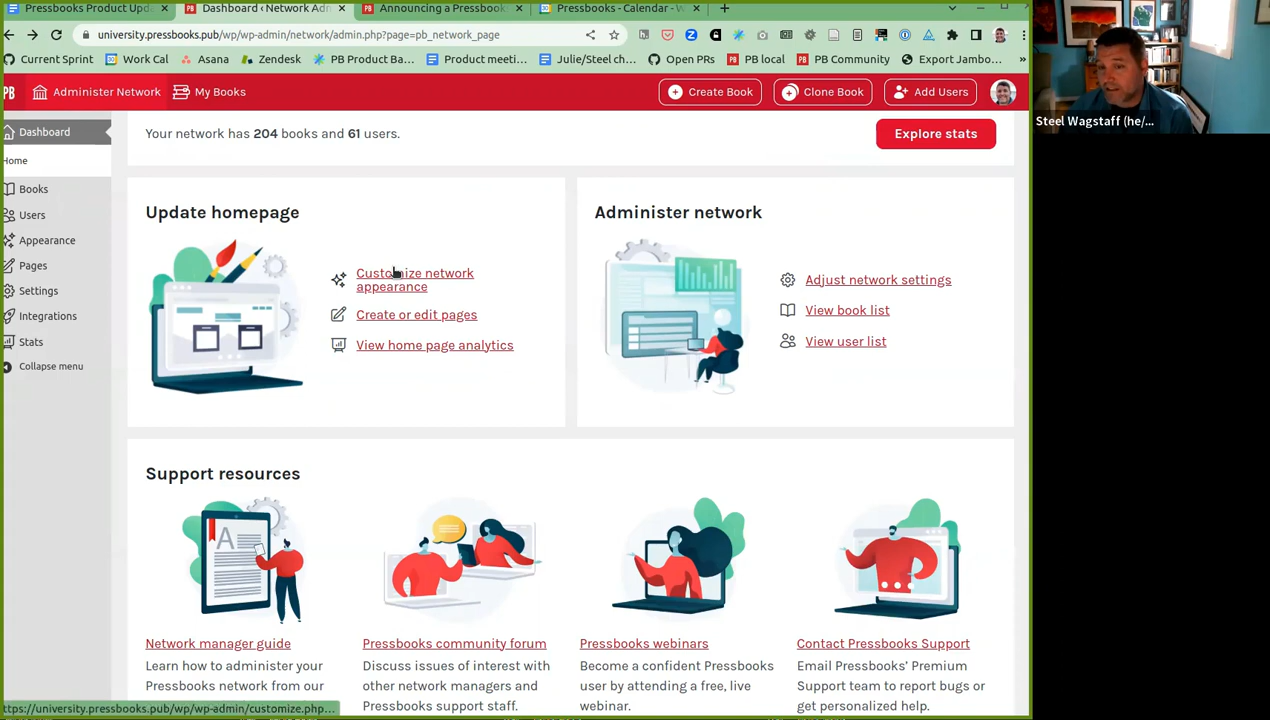 Pressbooks Product Upd
Dashboard ‹ Network Adm
Announcing a Pressbooks
Pressbooks - Calendar - W
university.pressbooks.pub/wp/wp-admin/network/admin.php?page=pb_network_page
Current Sprint
Work Cal
Asana
Zendesk
PB Product Ba...
Product meeti...
Julie/Steel ch...
Open PRs
PB local
PB Community
Export Jambo...
PB
Administer Network
My Books
Create Book
Clone Book
Add Users
Steel Wagstaff (he/...
Dashboard
Home
Books
Users
Appearance
Pages
Settings
Integrations
Stats
Collapse menu
Your network has 204 books and 61 users.
Explore stats
Update homepage
Customize network
appearance
Create or edit pages
View home page analytics
Administer network
Adjust network settings
View book list
View user list
Support resources
A
Network manager guide
Learn how to administer your
Pressbooks network from our
Pressbooks community forum
Discuss issues of interest with
other network managers and
Pressbooks support staff.
Pressbooks webinars
Become a confident Pressbooks
user by attending a free, live
webinar.
Contact Pressbooks Support
Email Pressbooks' Premium
Support team to report bugs or
get personalized help.
ttps://university.pressbooks.pub/wp/wp-admin/customize.php...